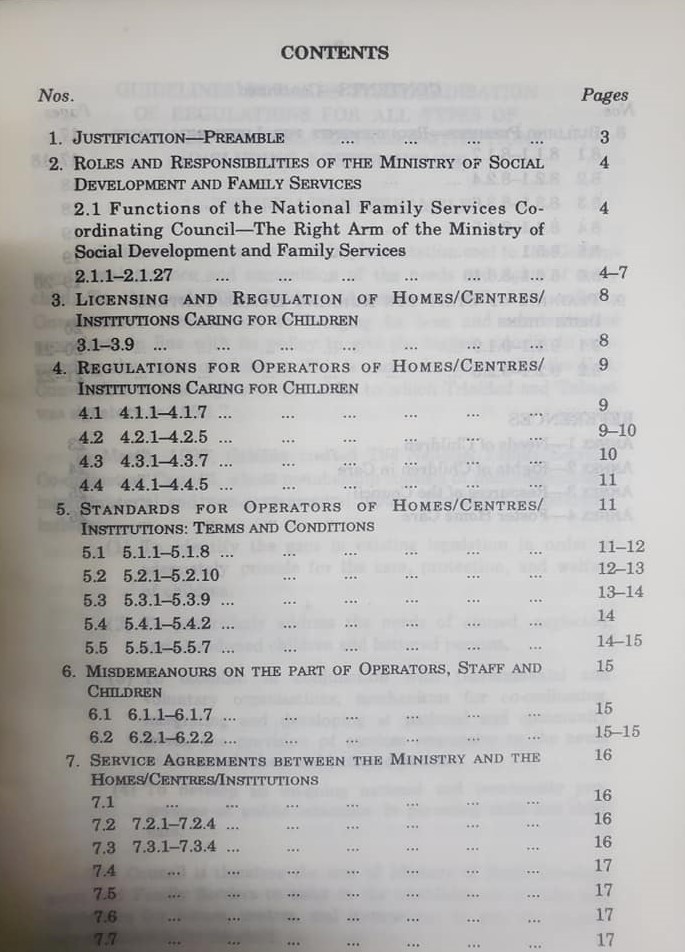 CONTENTS
Nos. Pages
1. JUSTIFICATION—PREAMBLE ... ... ... ... 3
2. ROLES AND RESPONSIBILITIES OF THE MINISTRY OF SOCIAL 4
DEVELOPMENT AND FAMILY SERVICES
2.1 Functions of the National Family Services Co- 4
ordinating Council—The Right Arm of the Ministry of
Social Development and Family Services
2.1.1–2.1.27 ... ... ... ... ... 4–7
3. LICENSING AND REGULATION OF HOMES/CENTRES/ 8
INSTITUTIONS CARING FOR CHILDREN
3.1–3.9 ... ... ... ... ... ... 8
4. REGULATIONS FOR OPERATORS OF HOMES/CENTRES/ 9
INSTITUTIONS CARING FOR CHILDREN
4.1 4.1.1–4.1.7 ... ... ... ... ... 9
4.2 4.2.1–4.2.5 ... ... ... ... ... 9–10
4.3 4.3.1–4.3.7 ... ... ... ... ... 10
4.4 4.4.1–4.4.5 ... ... ... ... ... 11
5. STANDARDS FOR OPERATORS OF HOMES/CENTRES/ 11
INSTITUTIONS: TERMS AND CONDITIONS
5.1 5.1.1–5.1.8 ... ... ... ... ... 11–12
5.2 5.2.1–5.2.10 ... ... ... ... 12–13
5.3 5.3.1–5.3.9 ... ... ... ... ... 13–14
5.4 5.4.1–5.4.2 ... ... ... ... ... 14
5.5 5.5.1–5.5.7 ... ... ... ... ... 14–15
6. MISDEMEANOURS ON THE PART OF OPERATORS, STAFF AND 15
CHILDREN
6.1 6.1.1–6.1.7 ... ... ... ... ... 15
6.2 6.2.1–6.2.2 ... ... ... ... ... 15–15
7. SERVICE AGREEMENTS BETWEEN THE MINISTRY AND THE 16
HOMES/CENTRES/INSTITUTIONS
7.1 ... ... ... ... ... ... 16
7.2 7.2.1–7.2.4 ... ... ... ... ... 16
7.3 7.3.1–7.3.4 ... ... ... ... ... 16
7.4 ... ... ... ... ... ... 17
7.5 ... ... ... ... ... ... 17
7.6 ... ... ... ... ... ... 17
7.7 ... ... ... ... ... ... 17